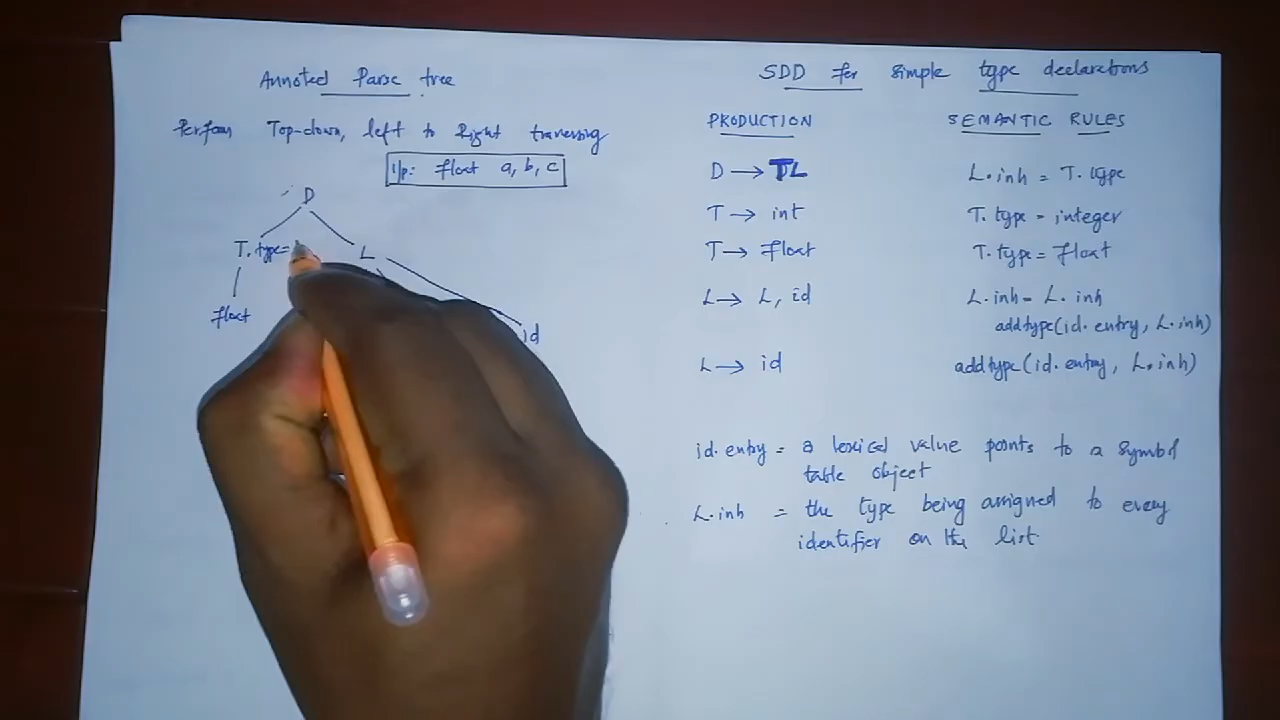 Annoted Parse tree
Perform Top-down, left to Right traversing
I/p: float a, b, c
D
T.type= L
float
id
SDD for simple type declarations
PRODUCTION SEMANTIC RULES
D → TL L.inh = T.type
T → int T.type = integer
T → float T.type = float
L → L, id L.inh = L.inh
addtype(id.entry, L.inh)
L → id addtype(id.entry, L.inh)
id.entry = a lexical value points to a symbol
table object
L.inh = the type being assigned to every
identifier on the list